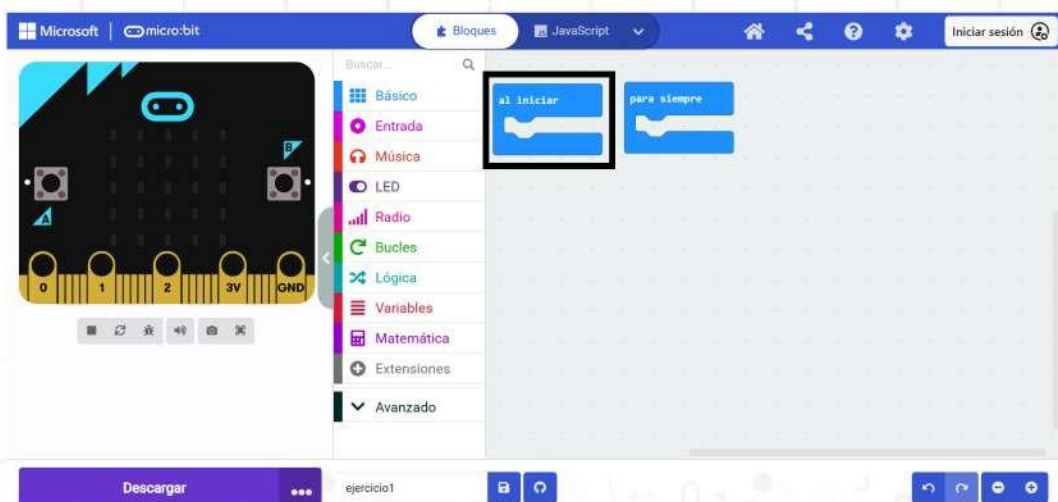 Microsoft
micro:bit
Bloques
JavaScript
Iniciar sesión
Buscar...
Básico
Entrada
Música
LED
Radio
Bucles
Lógica
Variables
Matemática
Extensiones
Avanzado
al iniciar
para siempre
B
A
0
1
2
3V
GND
Descargar
ejercicio1